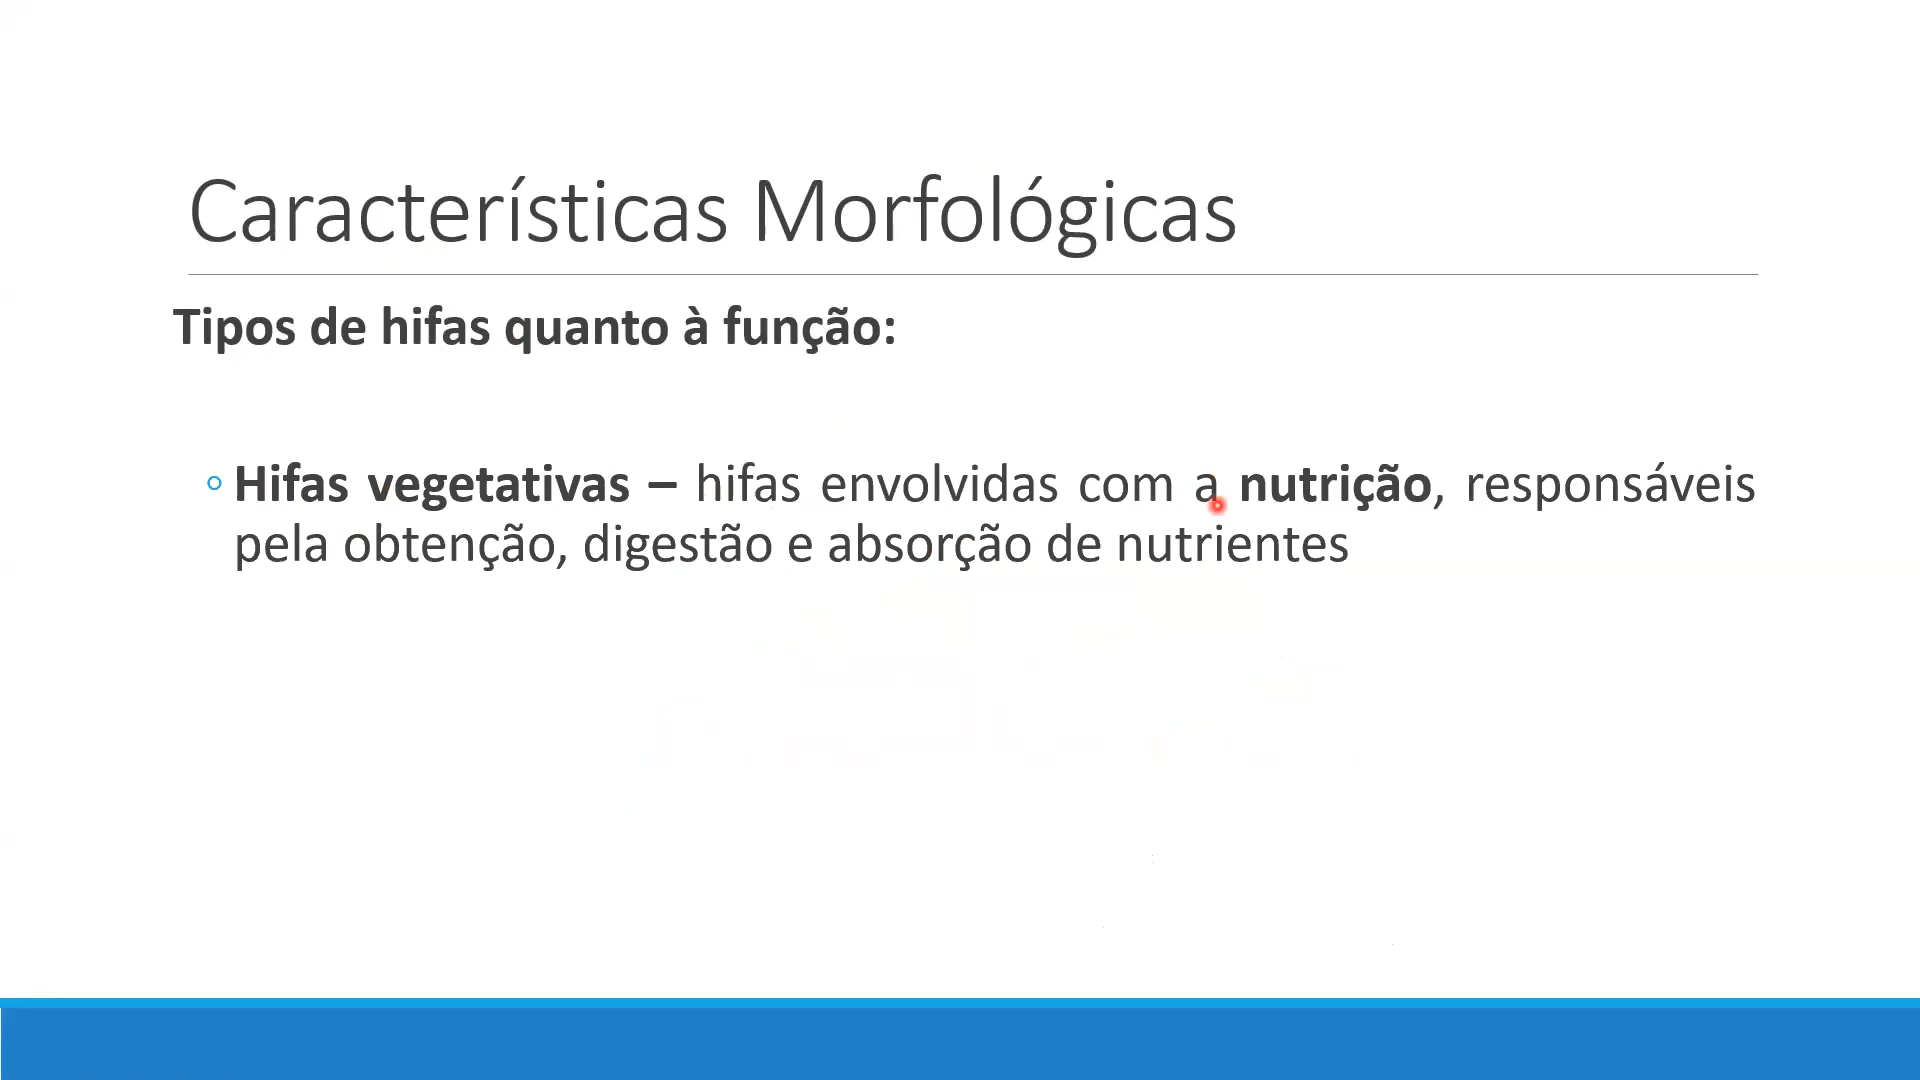 Características Morfológicas
Tipos de hifas quanto à função:
Hifas vegetativas – hifas envolvidas com a nutrição, responsáveis
pela obtenção, digestão e absorção de nutrientes